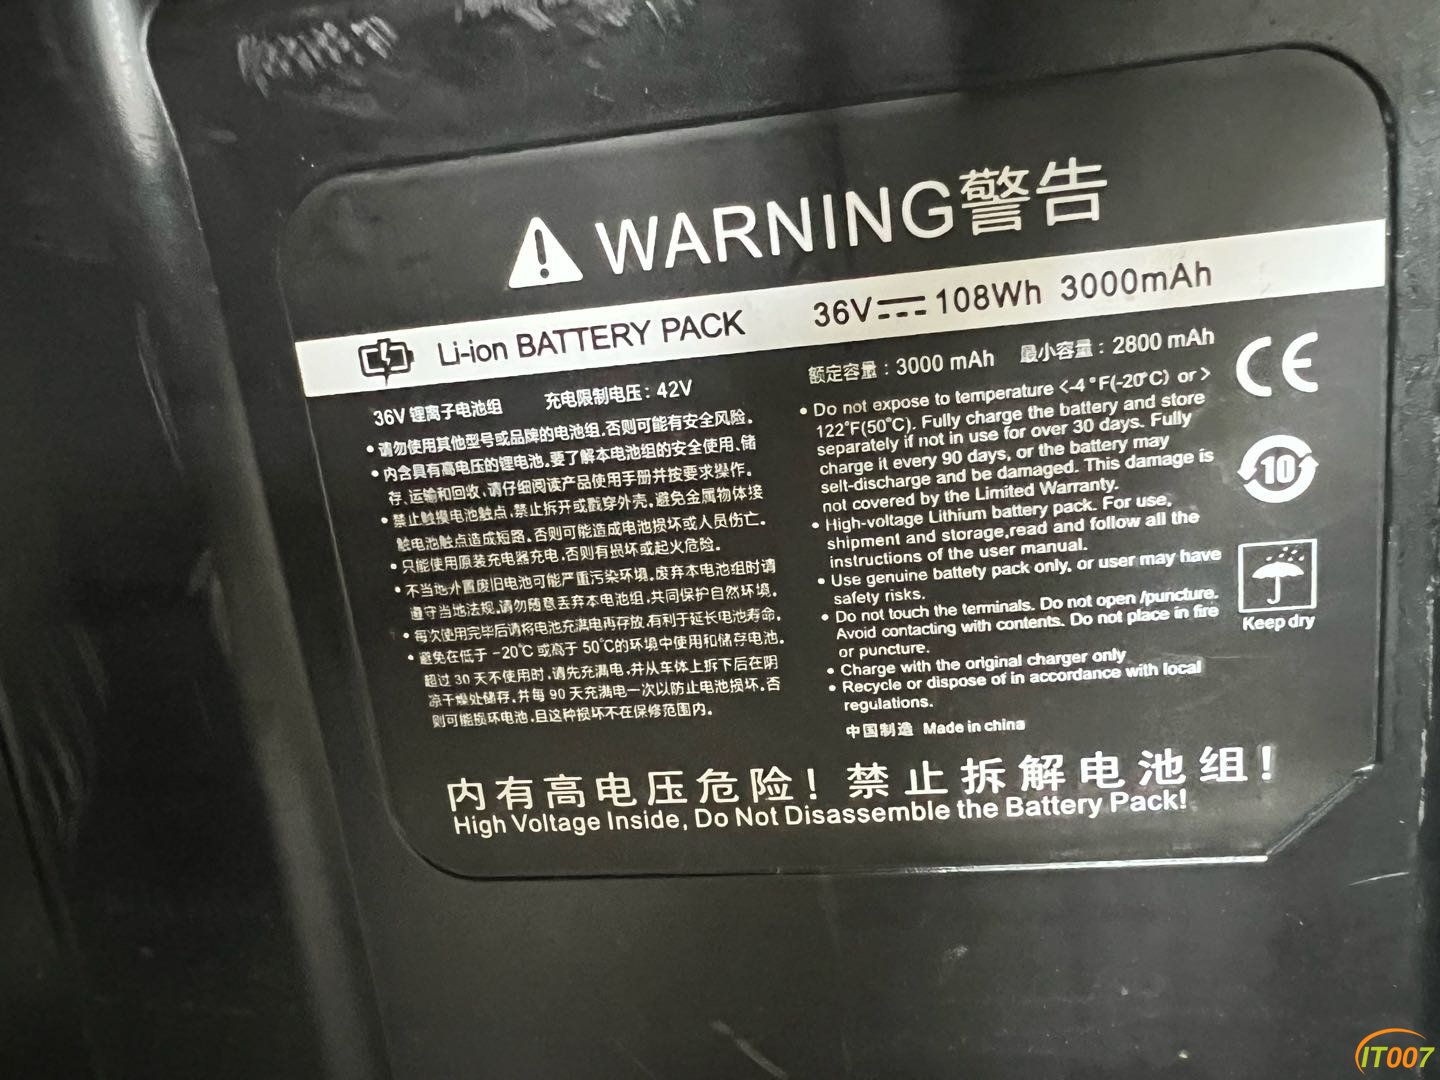 WARNING警告
Li-ion BATTERY PACK 36V 108Wh 3000mAh
36V 锂离子电池组 充电限制电压：42V
• 请勿使用其他型号或品牌的电池组，否则可能有安全风险。
• 内含具有高电压的锂电池，要了解本电池组的安全使用、储
存、运输和回收，请仔细阅读产品使用手册并按要求操作。
• 禁止触摸电池触点，禁止拆开或戳穿外壳。避免金属物体接
触电池触点造成短路，否则可能造成电池损坏或人员伤亡。
• 只能使用原装充电器充电，否则有损坏或起火危险。
• 不当地处置废旧电池可能严重污染环境。废弃本电池组时请
遵守当地法规，请勿随意丢弃本电池组，共同保护自然环境。
• 每次使用完毕后请将电池充满电再存放，有利于延长电池寿命。
• 避免在低于 -20℃ 或高于 50℃的环境中使用和储存电池。
超过 30 天不使用时，请先充满电，并从车体上拆下后在阴
凉干燥处储存，并每 90 天充满电一次以防止电池损坏。否
则可能损坏电池，且这种损坏不在保修范围内。
额定容量：3000 mAh 最小容量：2800 mAh
• Do not expose to temperature <-4°F(-20℃) or >
122°F(50℃). Fully charge the battery and store
separately if not in use for over 30 days. Fully
charge it every 90 days, or the battery may
self-discharge and be damaged. This damage is
not covered by the Limited Warranty.
• High-voltage Lithium battery pack. For use,
shipment and storage,read and follow all the
instructions of the user manual.
• Use genuine battety pack only, or user may have
safety risks.
• Do not touch the terminals. Do not open /puncture.
Avoid contacting with contents. Do not place in fire
or puncture.
• Charge with the original charger only
• Recycle or dispose of in accordance with local
regulations.
中国制造 Made in china
CE
10
Keep dry
内有高电压危险！禁止拆解电池组！
High Voltage Inside, Do Not Disassemble the Battery Pack!
IT007